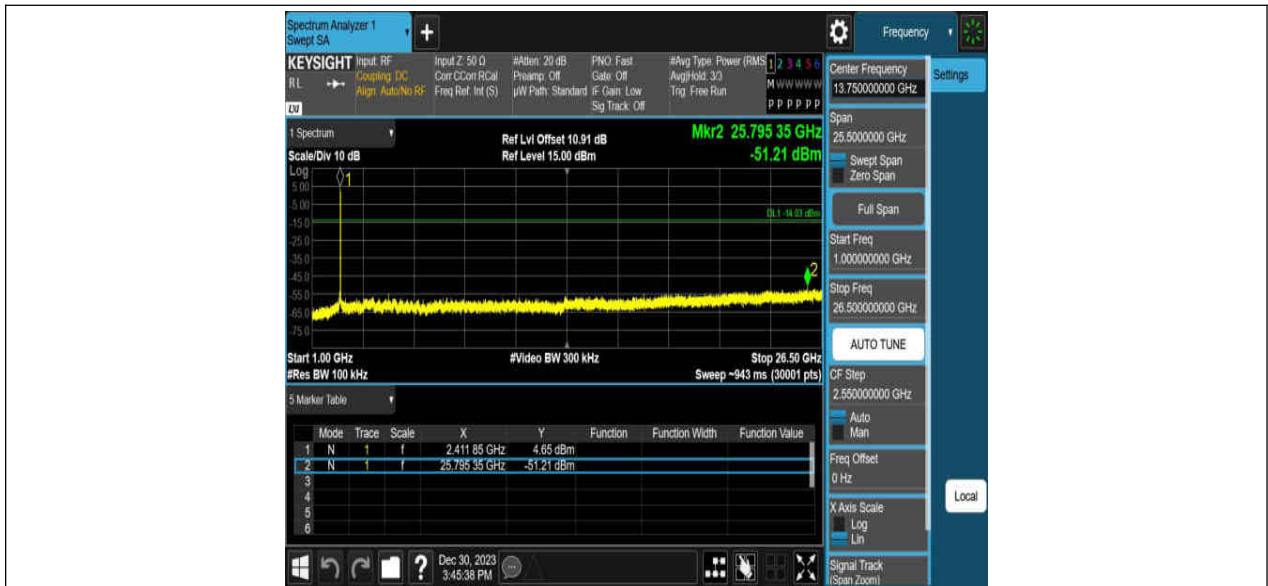 Spectrum Analyzer 1
Swept SA
+
Frequency
KEYSIGHT
RL
LXI
Input: RF
Coupling: DC
Align: Auto/No RF
Input Z: 50 Ω
Corr CCorr RCal
Freq Ref: Int (S)
#Atten: 20 dB
Preamp: Off
µW Path: Standard
PNO: Fast
Gate: Off
IF Gain: Low
Sig Track: Off
#Avg Type: Power (RMS
Avg|Hold: 3/3
Trig: Free Run
1 2 3 4 5 6
M W W W W W
P P P P P P
Center Frequency
13.750000000 GHz
Settings
1 Spectrum
Scale/Div 10 dB
Ref Lvl Offset 10.91 dB
Ref Level 15.00 dBm
Mkr2 25.795 35 GHz
-51.21 dBm
Log
5.00
-5.00
-15.0
-25.0
-35.0
-45.0
-55.0
-65.0
-75.0
1
DL1 -14.03 dBm
2
Start 1.00 GHz
#Res BW 100 kHz
#Video BW 300 kHz
Stop 26.50 GHz
Sweep ~943 ms (30001 pts)
Span
25.5000000 GHz
Swept Span
Zero Span
Full Span
Start Freq
1.000000000 GHz
Stop Freq
26.500000000 GHz
AUTO TUNE
CF Step
2.550000000 GHz
Auto
Man
Freq Offset
0 Hz
X Axis Scale
Log
Lin
Signal Track
(Span Zoom)
Local
5 Marker Table
Mode Trace Scale X Y Function Function Width Function Value
1 N 1 f 2.411 85 GHz 4.65 dBm
2 N 1 f 25.795 35 GHz -51.21 dBm
3
4
5
6
?
Dec 30, 2023
3:45:38 PM